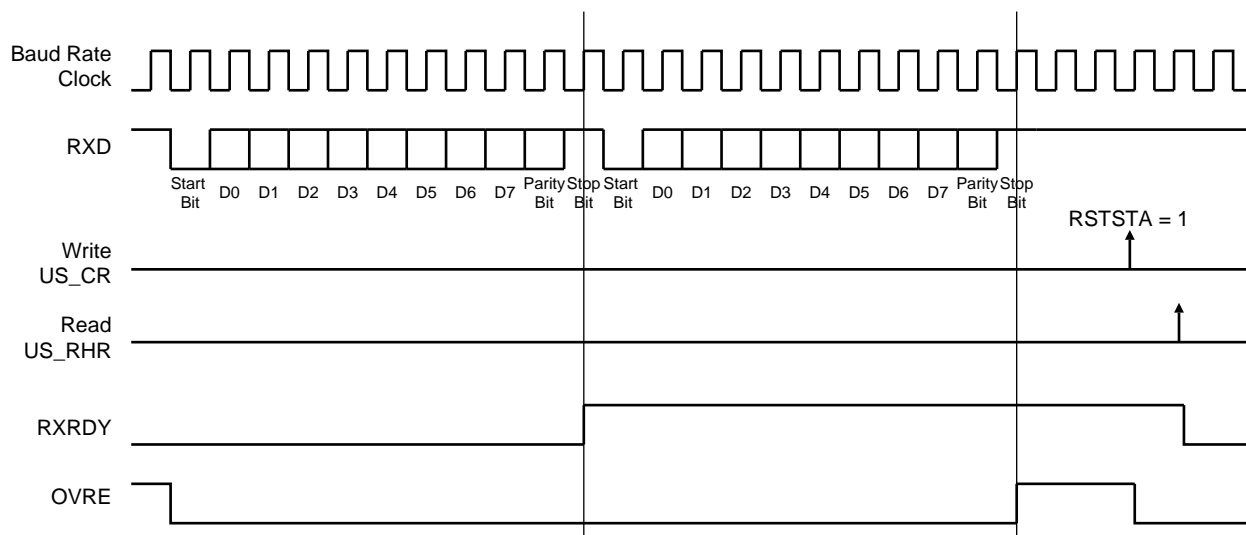 Baud Rate
Clock
RXD
Start
Bit
D0
D1
D2
D3
D4
D5
D6
D7
Parity
Bit
Stop
Bit
Start
Bit
D0
D1
D2
D3
D4
D5
D6
D7
Parity
Bit
Stop
Bit
RSTSTA = 1
Write
US_CR
Read
US_RHR
RXRDY
OVRE